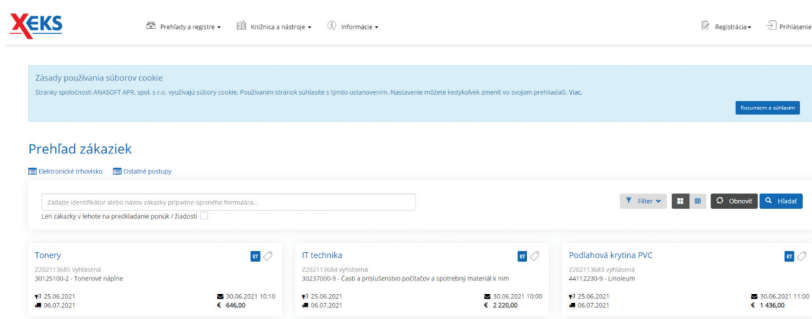 XEKS
Prehľady a registre
Knižnica a nástroje
Informácie
Registrácia
Prihlásenie
Zásady používania súborov cookie
Stránky spoločnosti ANASOFT APR, spol. s r.o. využívajú súbory cookie. Používaním stránok súhlasíte s týmto ustanovením. Nastavenie môžete kedykoľvek zmeniť vo svojom prehliadači. Viac.
Rozumiem a súhlasím
Prehľad zákaziek
Elektronické trhovisko
Ostatné postupy
Zadajte identifikátor alebo názov zákazky prípadne opisného formulára...
Filter
Obnoviť
Hľadať
Len zákazky v lehote na predkladanie ponúk / žiadostí
Tonery
ET
Z202113685 vyhlásená
30125100-2 - Tonerové náplne
25.06.2021
30.06.2021 10:10
06.07.2021
€ 646,00
IT technika
ET
Z202113684 vyhlásená
30237000-9 - Časti a príslušenstvo počítačov a spotrebný materiál k nim
25.06.2021
30.06.2021 10:00
06.07.2021
€ 2 220,00
Podlahová krytina PVC
ET
Z202113683 vyhlásená
44112230-9 - Linoleum
25.06.2021
30.06.2021 11:00
06.07.2021
€ 1 436,00